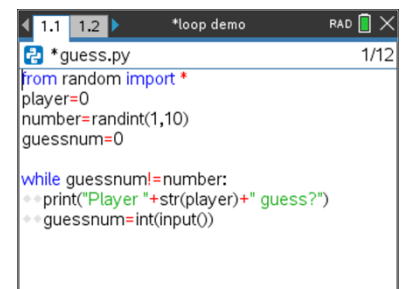 1.1 1.2 *loop demo RAD
*guess.py 1/12
from random import *
player=0
number=randint(1,10)
guessnum=0
while guessnum!=number:
print("Player "+str(player)+" guess?")
guessnum=int(input())